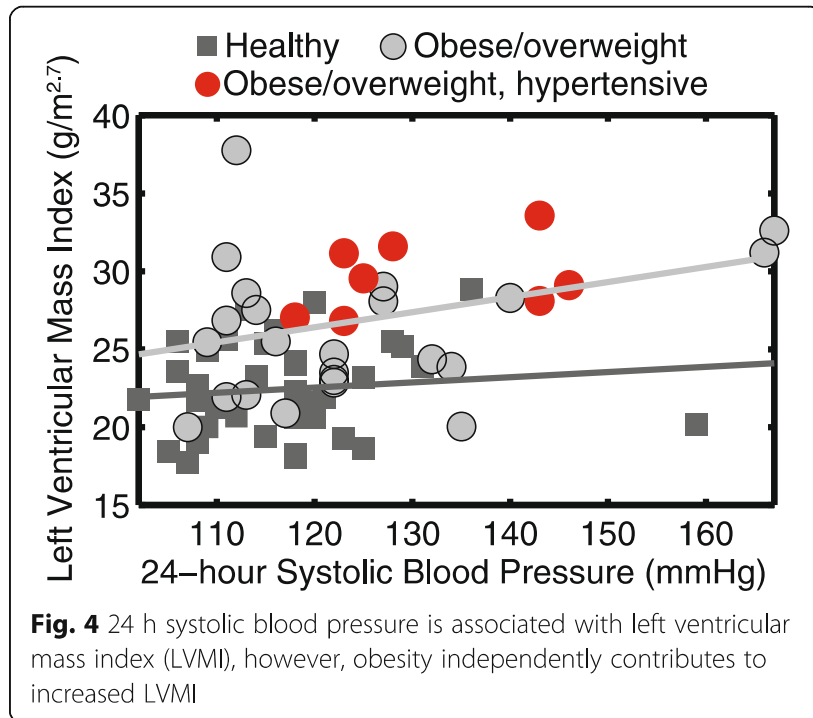 Healthy Obese/overweight
Obese/overweight, hypertensive
Left Ventricular Mass Index (g/m^2.7)
40
35
30
25
20
15
110 120 130 140 150 160
24–hour Systolic Blood Pressure (mmHg)
Fig. 4 24 h systolic blood pressure is associated with left ventricular
mass index (LVMI), however, obesity independently contributes to
increased LVMI